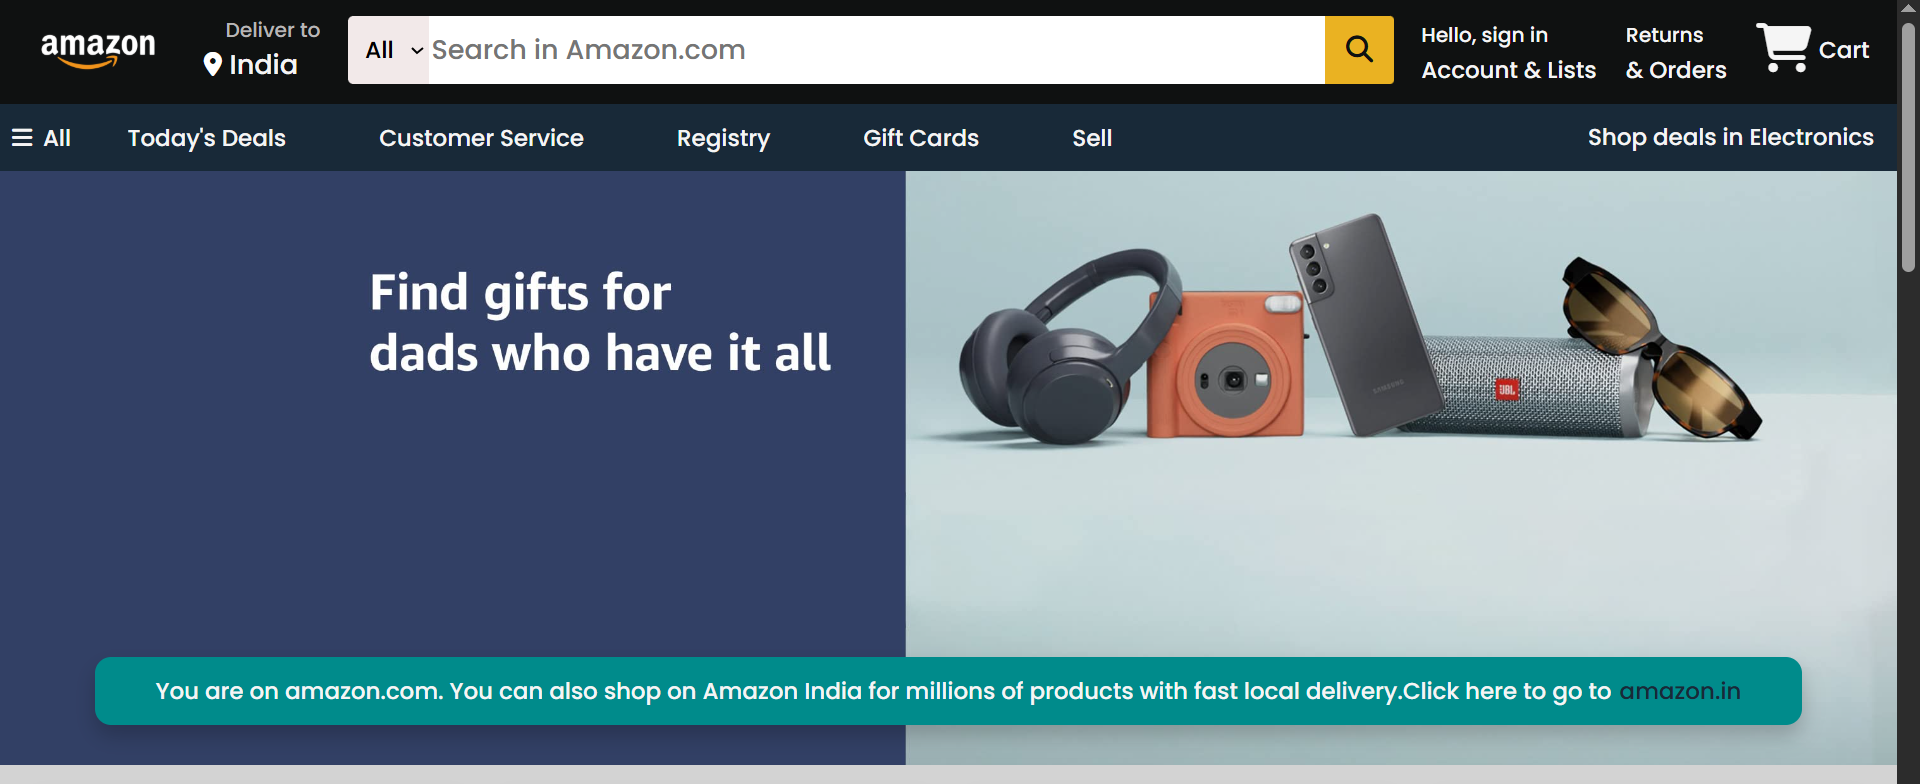 amazon
Deliver to
India
All
Search in Amazon.com
Hello, sign in
Account & Lists
Returns
& Orders
Cart
All
Today's Deals
Customer Service
Registry
Gift Cards
Sell
Shop deals in Electronics
Find gifts for
dads who have it all
SAMSUNG
JBL
You are on amazon.com. You can also shop on Amazon India for millions of products with fast local delivery.Click here to go to amazon.in